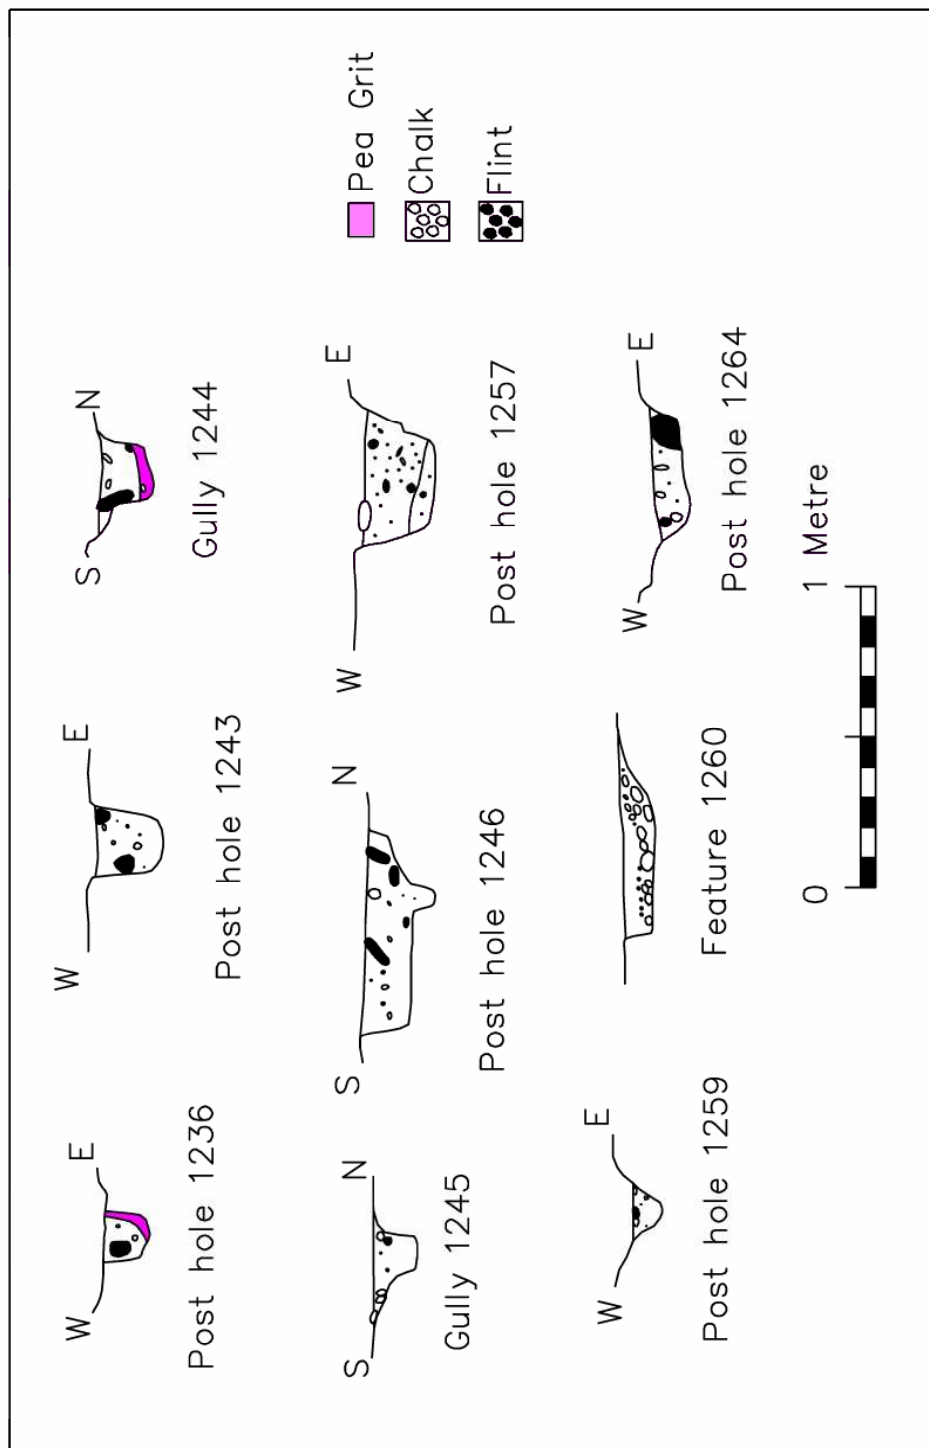 W E
Post hole 1236
W E
Post hole 1243
S N
Gully 1244
S N
Gully 1245
S N
Post hole 1246
W E
Post hole 1257
W E
Post hole 1259
Feature 1260
W E
Post hole 1264
Pea Grit
Chalk
Flint
0 1 Metre